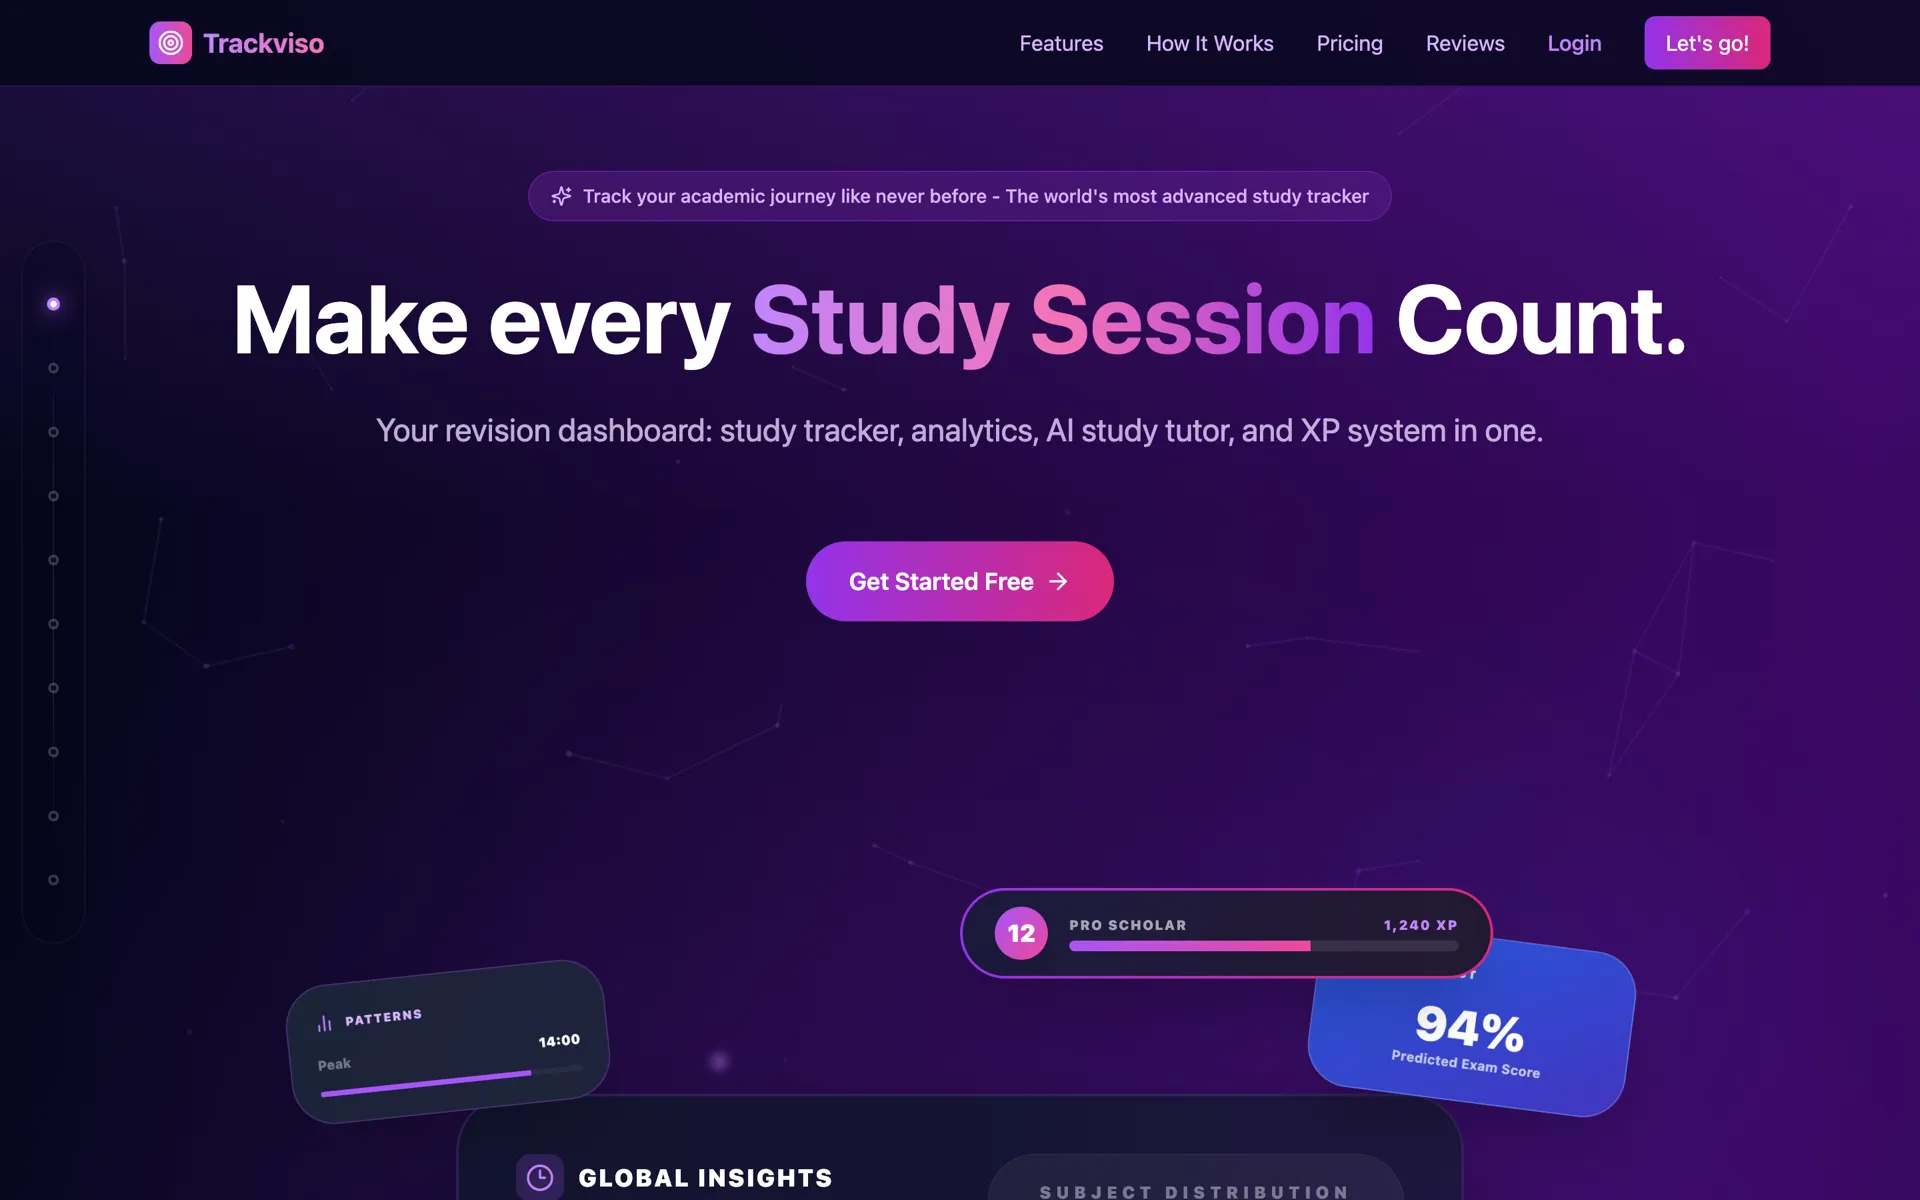 Trackviso
Features
How It Works
Pricing
Reviews
Login
Let's go!
Track your academic journey like never before - The world's most advanced study tracker
Make every Study Session Count.
Your revision dashboard: study tracker, analytics, AI study tutor, and XP system in one.
Get Started Free
12
PRO SCHOLAR
1,240 XP
94%
Predicted Exam Score
PATTERNS
Peak
14:00
GLOBAL INSIGHTS
SUBJECT DISTRIBUTION